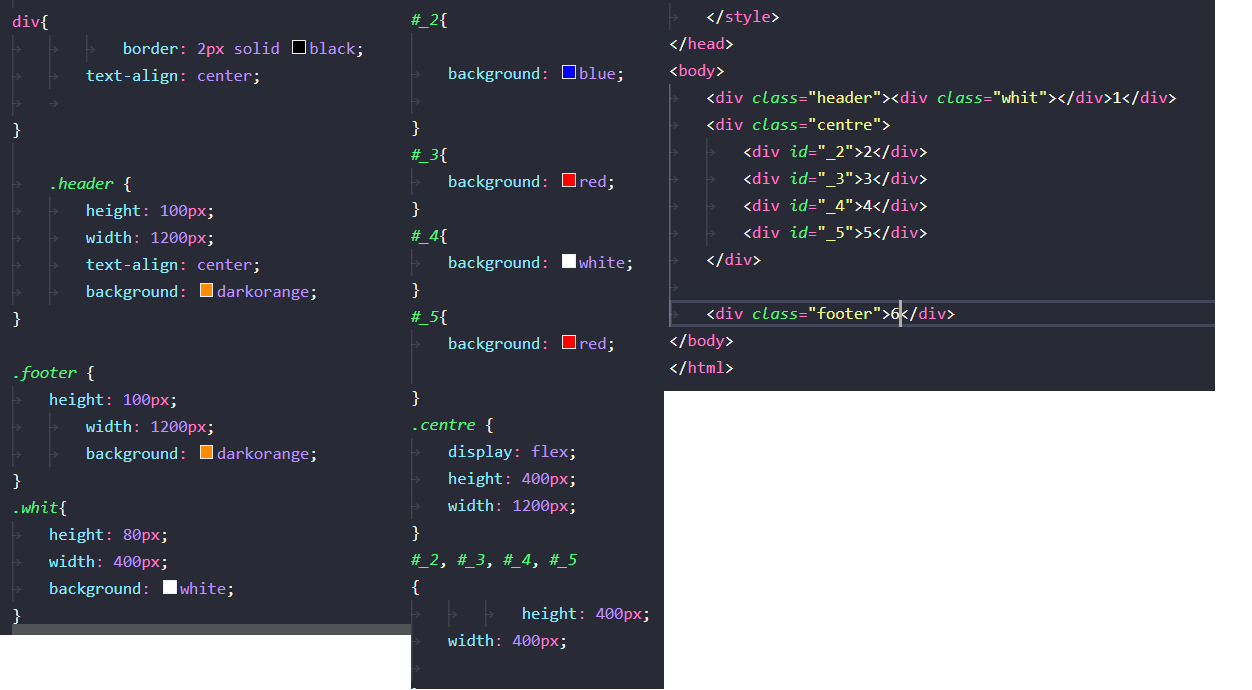 div{
border: 2px solid black;
text-align: center;
}
.header {
height: 100px;
width: 1200px;
text-align: center;
background: darkorange;
}
.footer {
height: 100px;
width: 1200px;
background: darkorange;
}
.whit{
height: 80px;
width: 400px;
background: white;
}
#_2{
background: blue;
}
#_3{
background: red;
}
#_4{
background: white;
}
#_5{
background: red;
}
.centre {
display: flex;
height: 400px;
width: 1200px;
}
#_2, #_3, #_4, #_5
{
height: 400px;
width: 400px;
</style>
</head>
<body>
<div class="header"><div class="whit"></div>1</div>
<div class="centre">
<div id="_2">2</div>
<div id="_3">3</div>
<div id="_4">4</div>
<div id="_5">5</div>
</div>
<div class="footer">6</div>
</body>
</html>